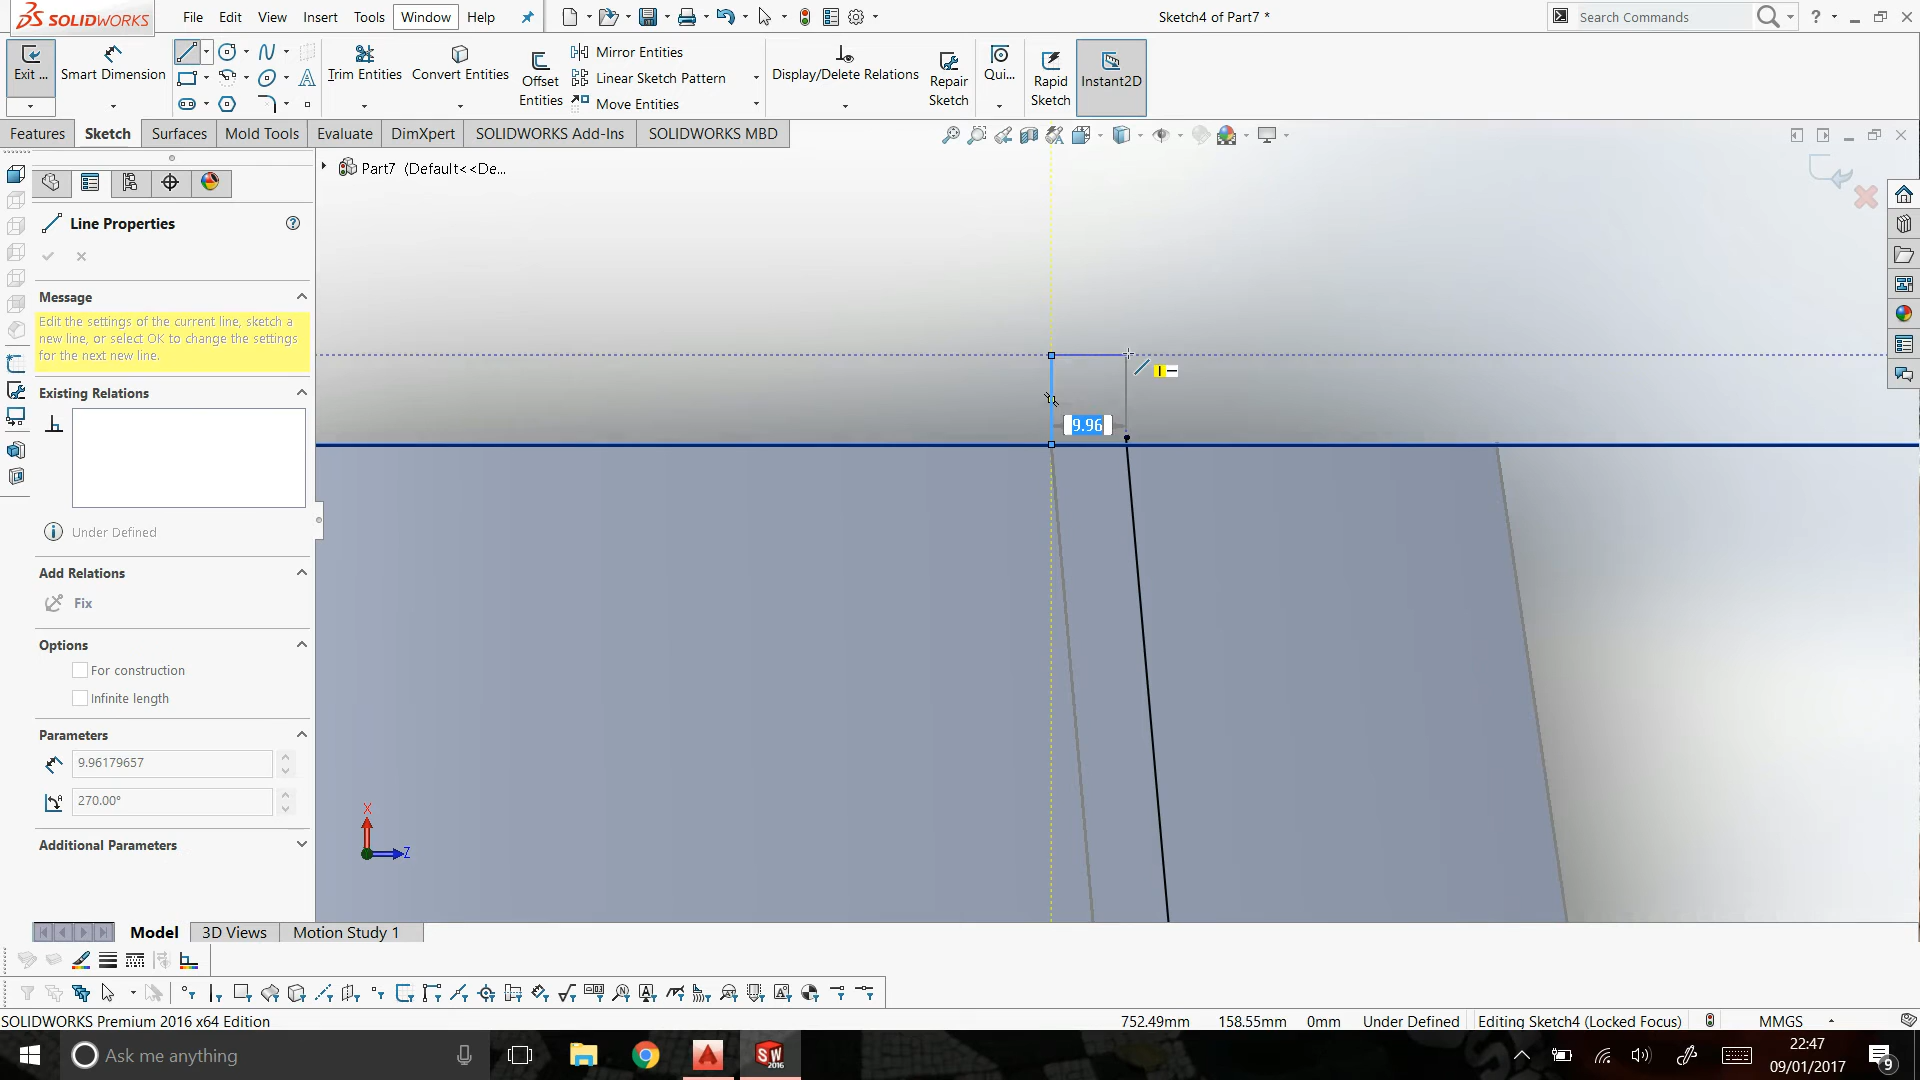 SOLIDWORKS
File Edit View Insert Tools Window Help
Sketch4 of Part7 *
Search Commands
?
Exit ...
Smart Dimension
Trim Entities
Convert Entities
Offset
Entities
Mirror Entities
Linear Sketch Pattern
Move Entities
Display/Delete Relations
Repair
Sketch
Qui...
Rapid
Sketch
Instant2D
Features Sketch Surfaces Mold Tools Evaluate DimXpert SOLIDWORKS Add-Ins SOLIDWORKS MBD
Part7 (Default<<De...
Line Properties
?
Message
Edit the settings of the current line, sketch a
new line, or select OK to change the settings
for the next new line.
Existing Relations
Under Defined
Add Relations
Fix
Options
For construction
Infinite length
Parameters
9.96179657
270.00°
Additional Parameters
9.96
X
Z
Model 3D Views Motion Study 1
SOLIDWORKS Premium 2016 x64 Edition
752.49mm 158.55mm 0mm Under Defined Editing Sketch4 (Locked Focus) MMGS
Ask me anything
SW
2016
22:47
09/01/2017
9